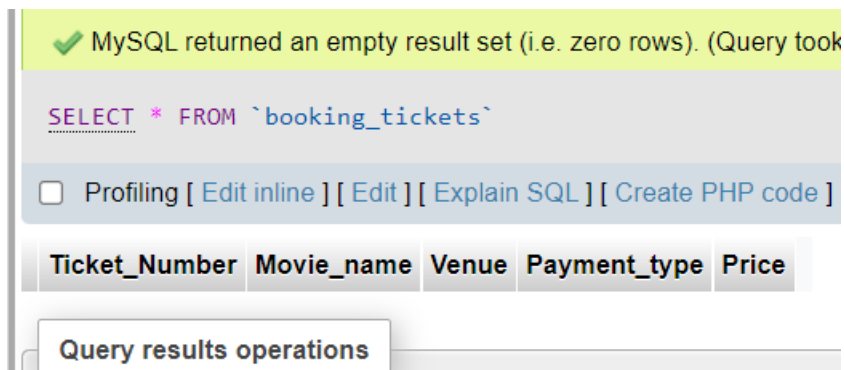 MySQL returned an empty result set (i.e. zero rows). (Query took
SELECT * FROM `booking_tickets`
Profiling [ Edit inline ] [ Edit ] [ Explain SQL ] [ Create PHP code ]
Ticket_Number Movie_name Venue Payment_type Price
Query results operations